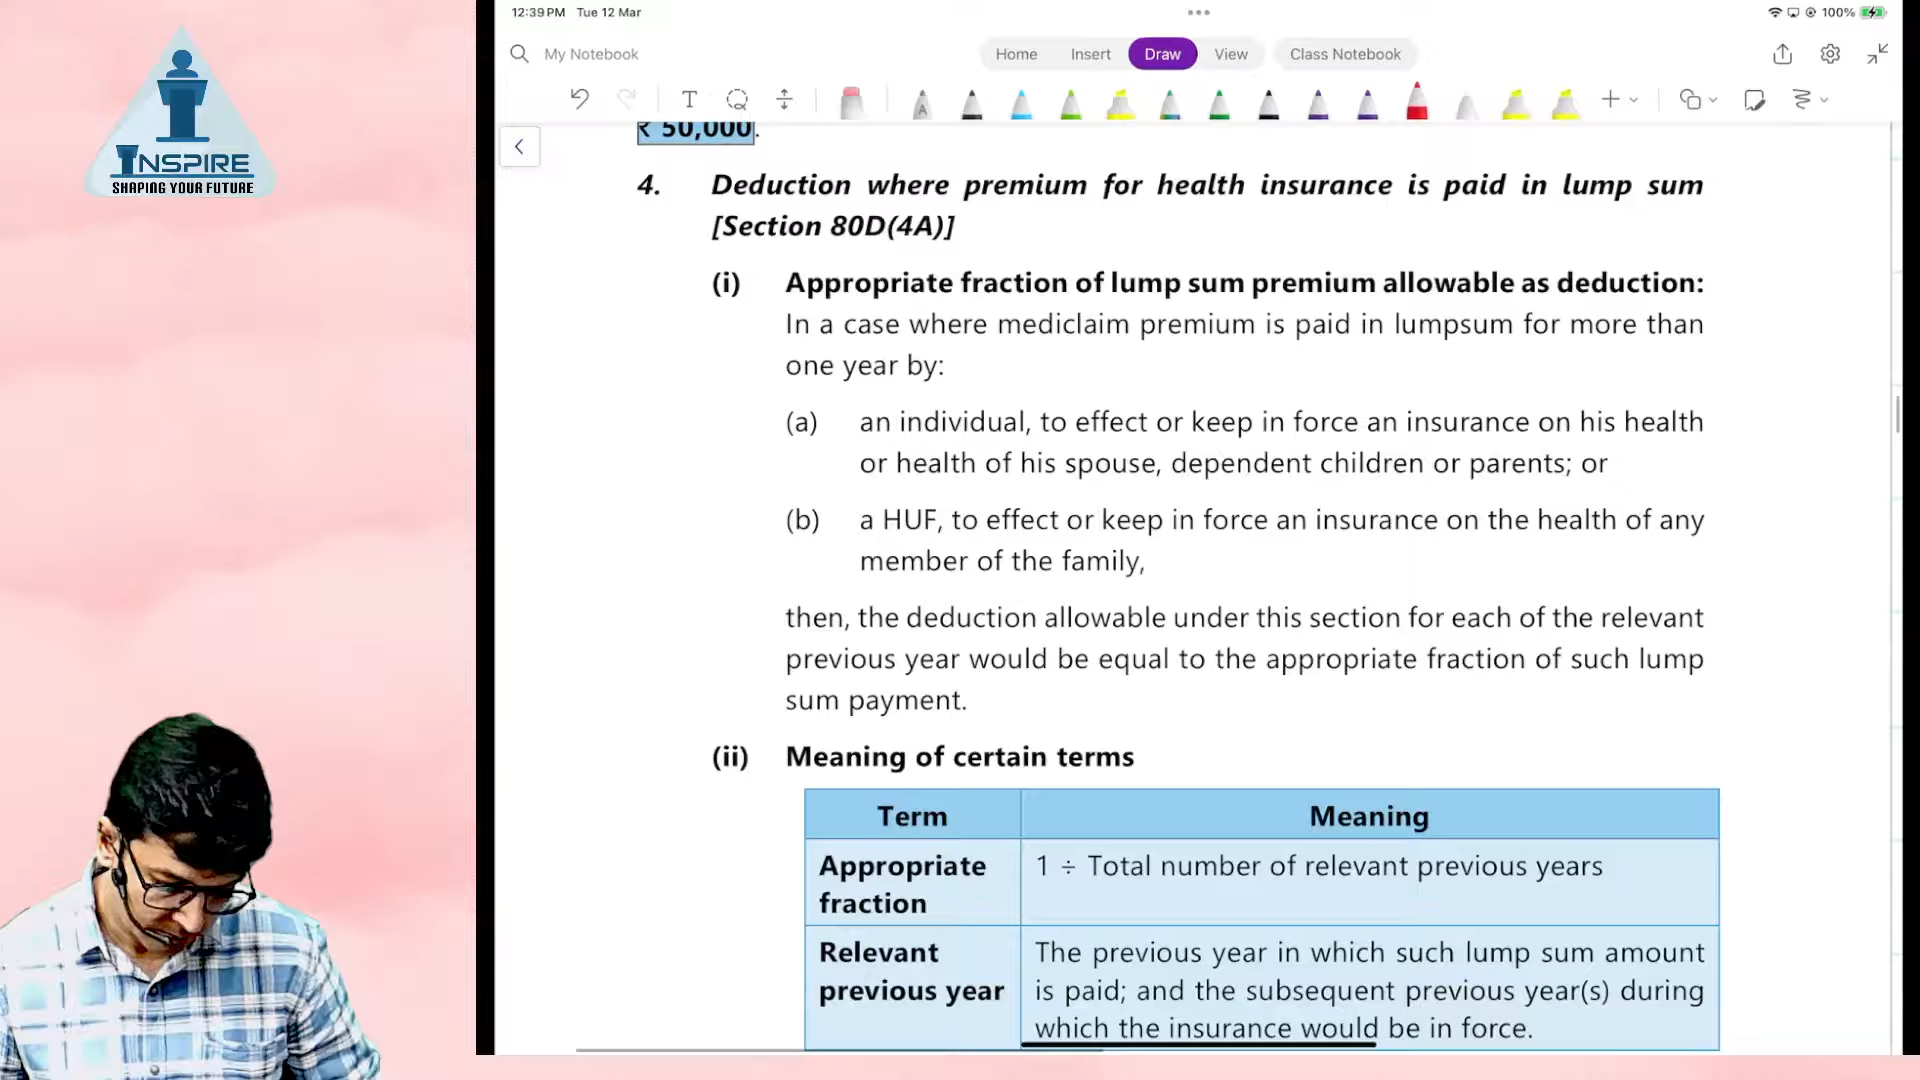 12:39 PM Tue 12 Mar
100%
INSPIRE
SHAPING YOUR FUTURE
My Notebook
Home Insert Draw View Class Notebook
T
A
₹ 50,000.
4. Deduction where premium for health insurance is paid in lump sum
[Section 80D(4A)]
(i) Appropriate fraction of lump sum premium allowable as deduction:
In a case where mediclaim premium is paid in lumpsum for more than
one year by:
(a) an individual, to effect or keep in force an insurance on his health
or health of his spouse, dependent children or parents; or
(b) a HUF, to effect or keep in force an insurance on the health of any
member of the family,
then, the deduction allowable under this section for each of the relevant
previous year would be equal to the appropriate fraction of such lump
sum payment.
(ii) Meaning of certain terms
Term Meaning
Appropriate fraction 1 ÷ Total number of relevant previous years
Relevant previous year The previous year in which such lump sum amount
is paid; and the subsequent previous year(s) during
which the insurance would be in force.